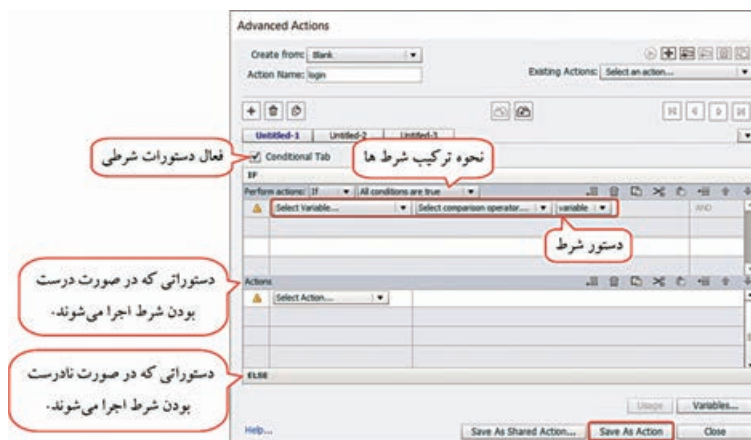 Advanced Actions
Create from: Blank
Action Name: login
Existing Actions: Select an action...
Untitled-1 Untitled-2 Untitled-3
فعال دستورات شرطی
Conditional Tab
نحوه ترکیب شرط ها
IF
Perform actions: If All conditions are true
Select Variable... Select comparison operator.... variable AND
دستور شرط
دستوراتی که در صورت درست
بودن شرط اجرا می‌شوند.
Actions
Select Action....
دستوراتی که در صورت نادرست
بودن شرط اجرا می‌شوند.
ELSE
Usage Variables...
Help... Save As Shared Action... Save As Action Close